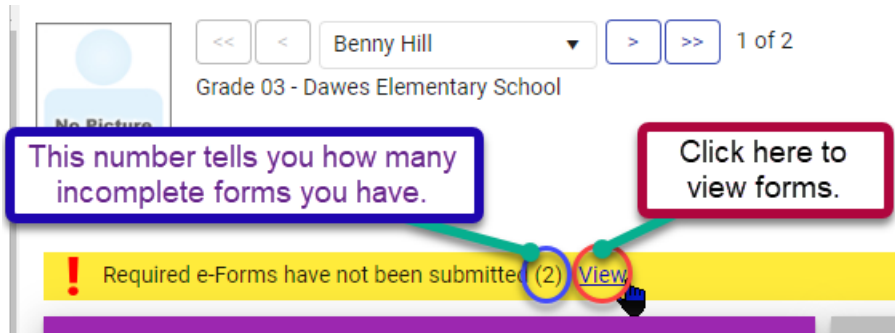 << < Benny Hill > >> 1 of 2
Grade 03 - Dawes Elementary School
No Picture
This number tells you how many
incomplete forms you have.
Click here to
view forms.
Required e-Forms have not been submitted (2) View